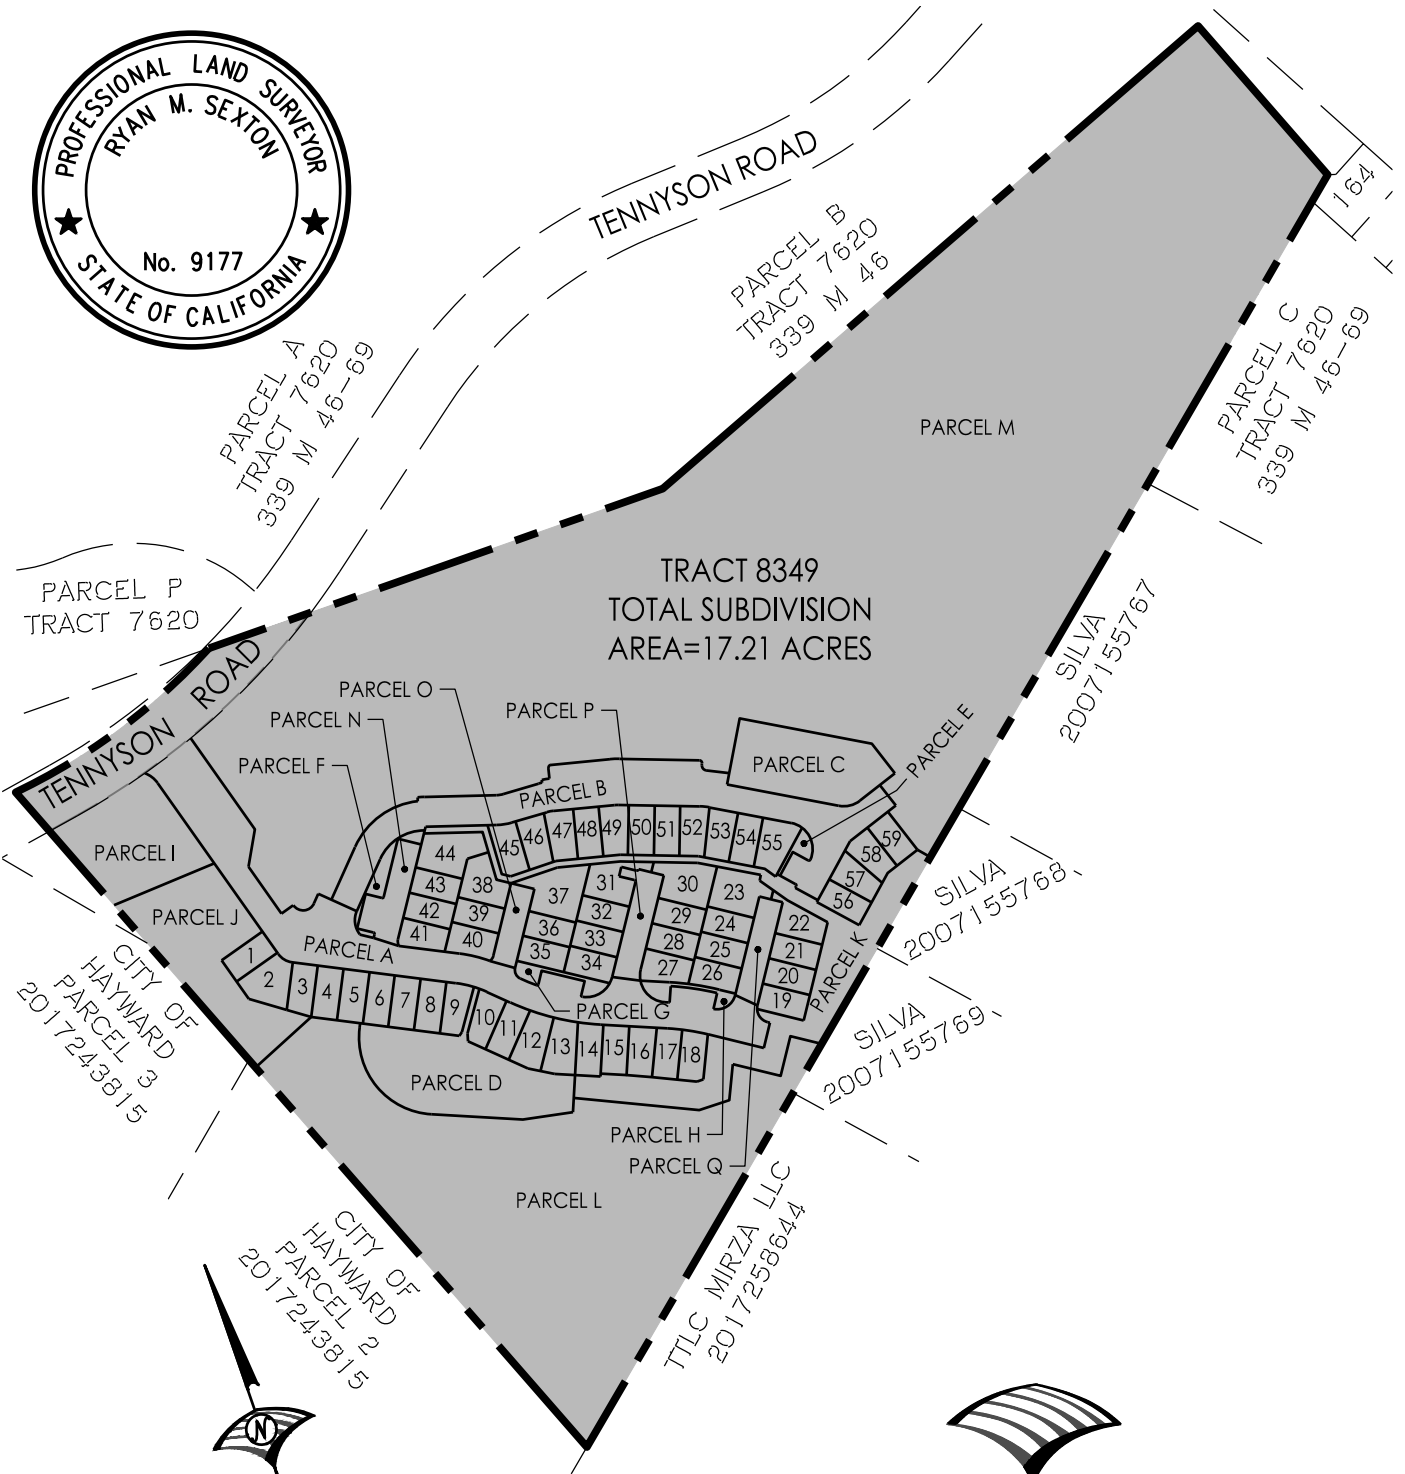 PROFESSIONAL LAND SURVEYOR
RYAN M. SEXTON
No. 9177
STATE OF CALIFORNIA
TENNYSON ROAD
PARCEL B
TRACT 7620
339 M 46
164
PARCEL A
TRACT 7620
339 M 46-69
PARCEL C
TRACT 7620
339 M 46-69
PARCEL M
PARCEL P
TRACT 7620
TRACT 8349
TOTAL SUBDIVISION
AREA=17.21 ACRES
SILVA
2007155767
TENNYSON ROAD
PARCEL O
PARCEL N
PARCEL P
PARCEL E
PARCEL F
PARCEL C
PARCEL B
PARCEL I
PARCEL J
PARCEL A
PARCEL K
PARCEL G
PARCEL D
PARCEL H
PARCEL Q
PARCEL L
1
2
3
4
5
6
7
8
9
10
11
12
13
14
15
16
17
18
19
20
21
22
23
24
25
26
27
28
29
30
31
32
33
34
35
36
37
38
39
40
41
42
43
44
45
46
47
48
49
50
51
52
53
54
55
56
57
58
59
SILVA
2007155768
SILVA
2007155769
CITY OF
HAYWARD
PARCEL 3
2017243815
CITY OF
HAYWARD
PARCEL 2
2017243815
TTLC MIRZA LLC
2017258644
N